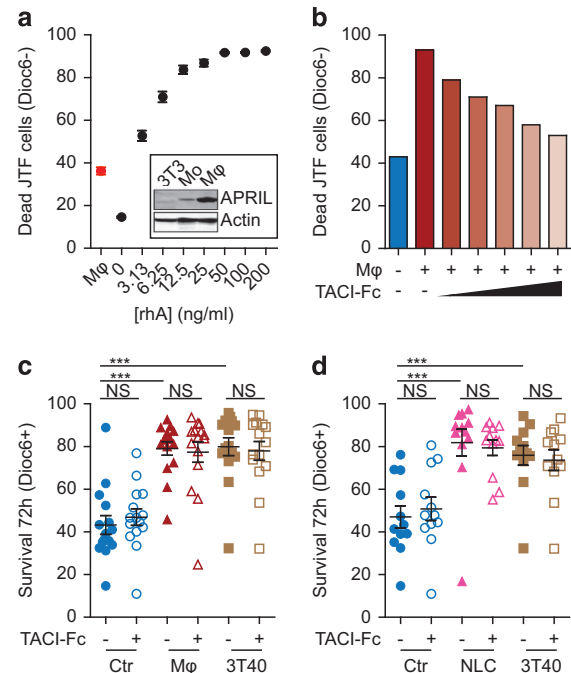 a
Dead JTF cells (Dioc6-)
100
80
60
40
20
0
3T3 Mo Mφ
APRIL
Actin
Mφ 0 3.13 6.25 12.5 25 50 100 200
[rhA] (ng/ml)
b
Dead JTF cells (Dioc6-)
100
80
60
40
20
0
Mφ - + + + + + +
TACI-Fc - -
c
***
***
NS NS NS
Survival 72h (Dioc6+)
100
80
60
40
20
0
TACI-Fc - + - + - +
Ctr Mφ 3T40
d
***
***
NS NS NS
Survival 72h (Dioc6+)
100
80
60
40
20
0
TACI-Fc - + - + - +
Ctr NLC 3T40